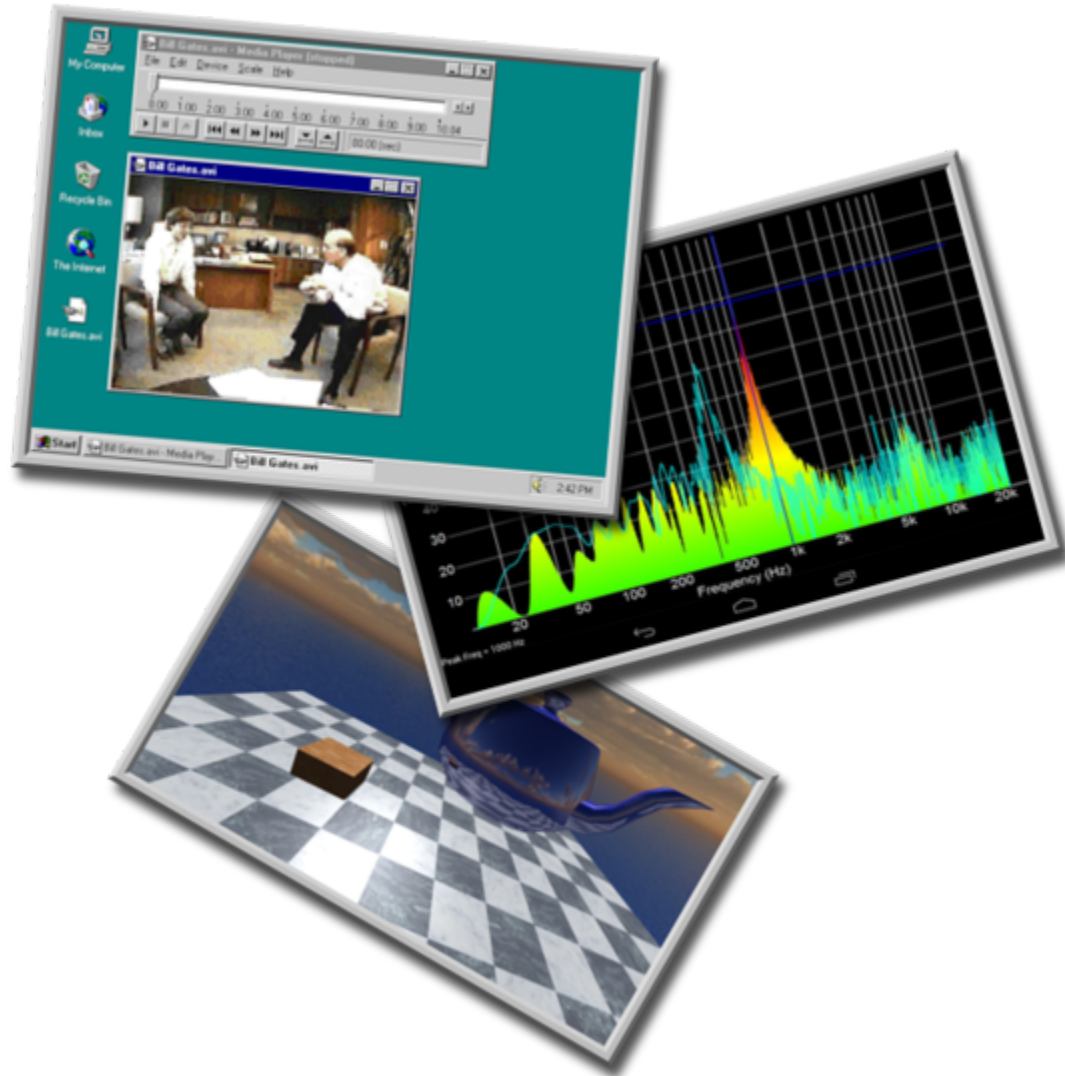 My Computer
Inbox
Recycle Bin
The Internet
Bill Gates.avi
Bill Gates.avi - Media Player (stopped)
File Edit Device Scale Help
0.00 1.00 2.00 3.00 4.00 5.00 6.00 7.00 8.00 9.00 10.04
00:00 (sec)
Bill Gates.avi
Start
Bill Gates.avi - Media Play...
Bill Gates.avi
2:42 PM
30
20
10
20 50 100 200 500 1k 2k 5k 10k 20k
Frequency (Hz)
Peak Freq = 1000 Hz